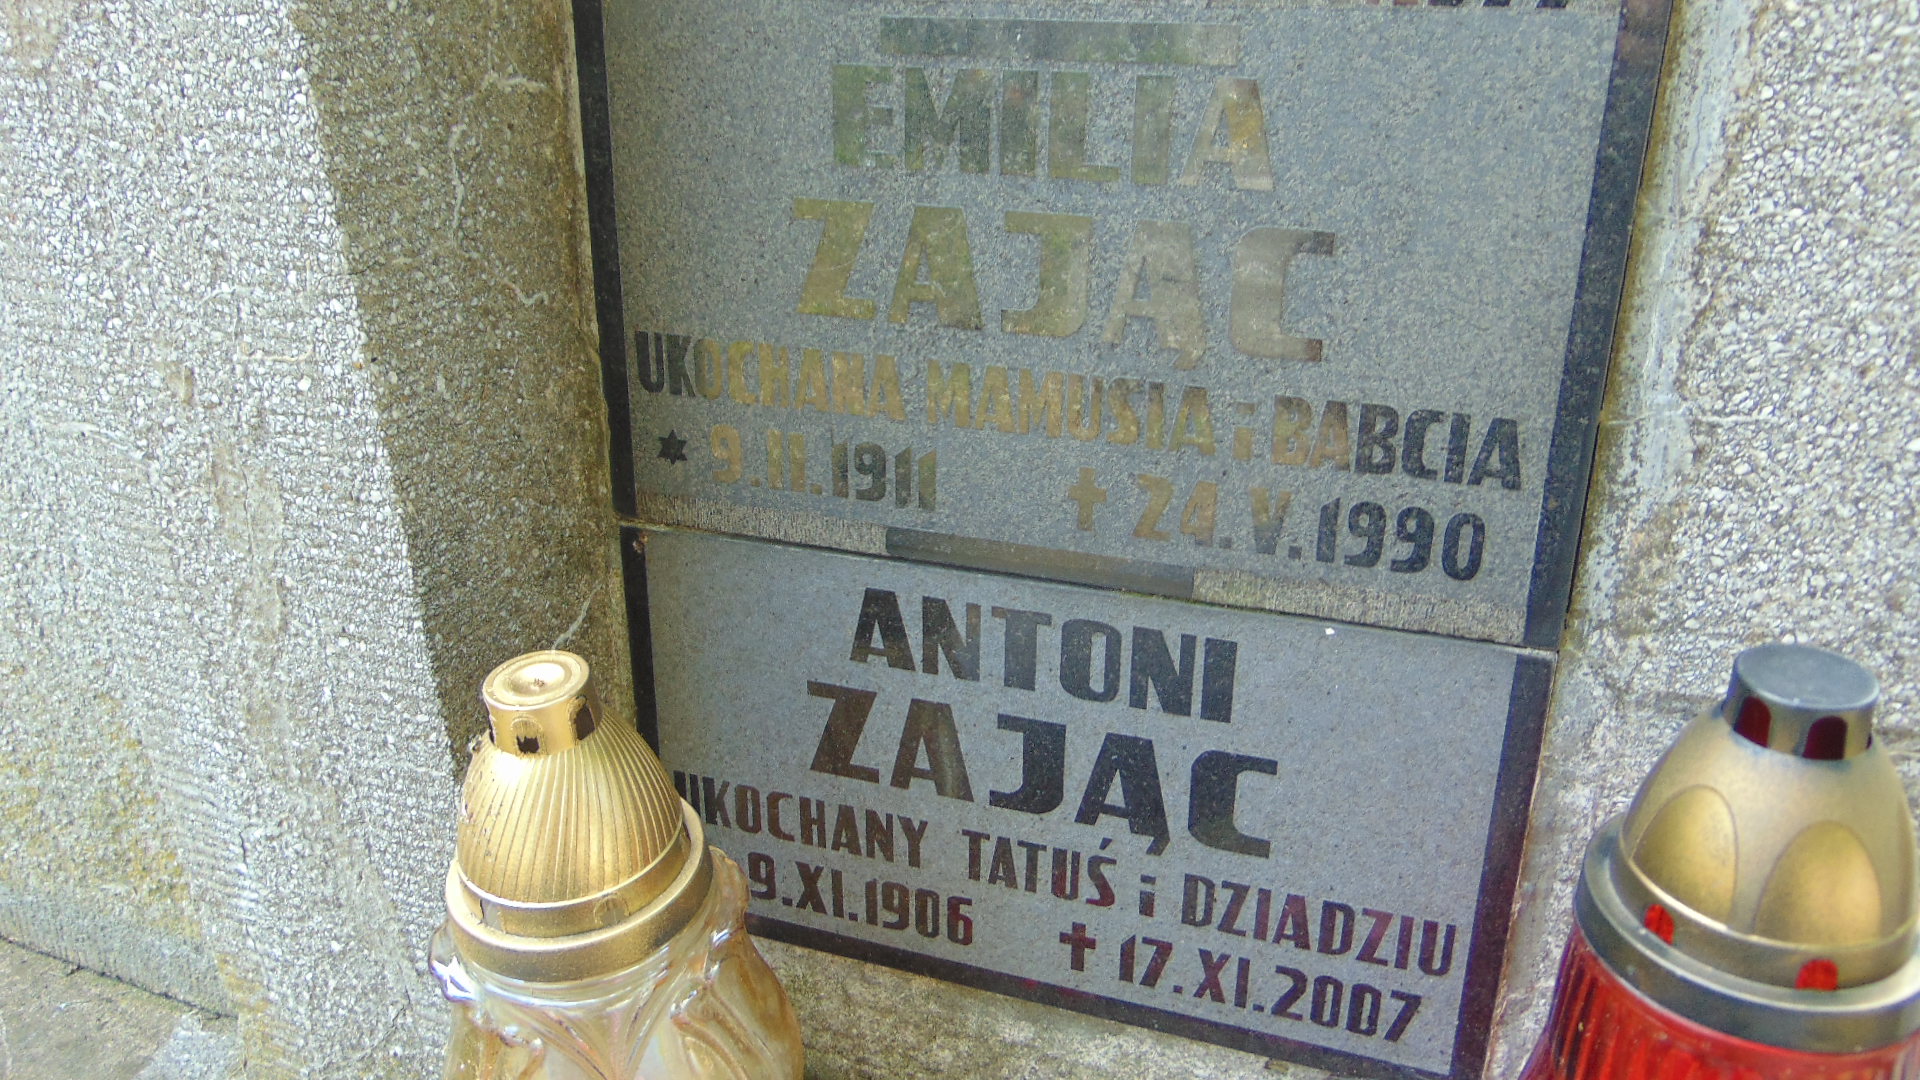 EMILIA
ZAJĄC
UKOCHANA MAMUSIA i BABCIA
9.II.1911 24.V.1990
ANTONI
ZAJĄC
UKOCHANY TATUŚ i DZIADZIU
9.XI.1906 17.XI.2007